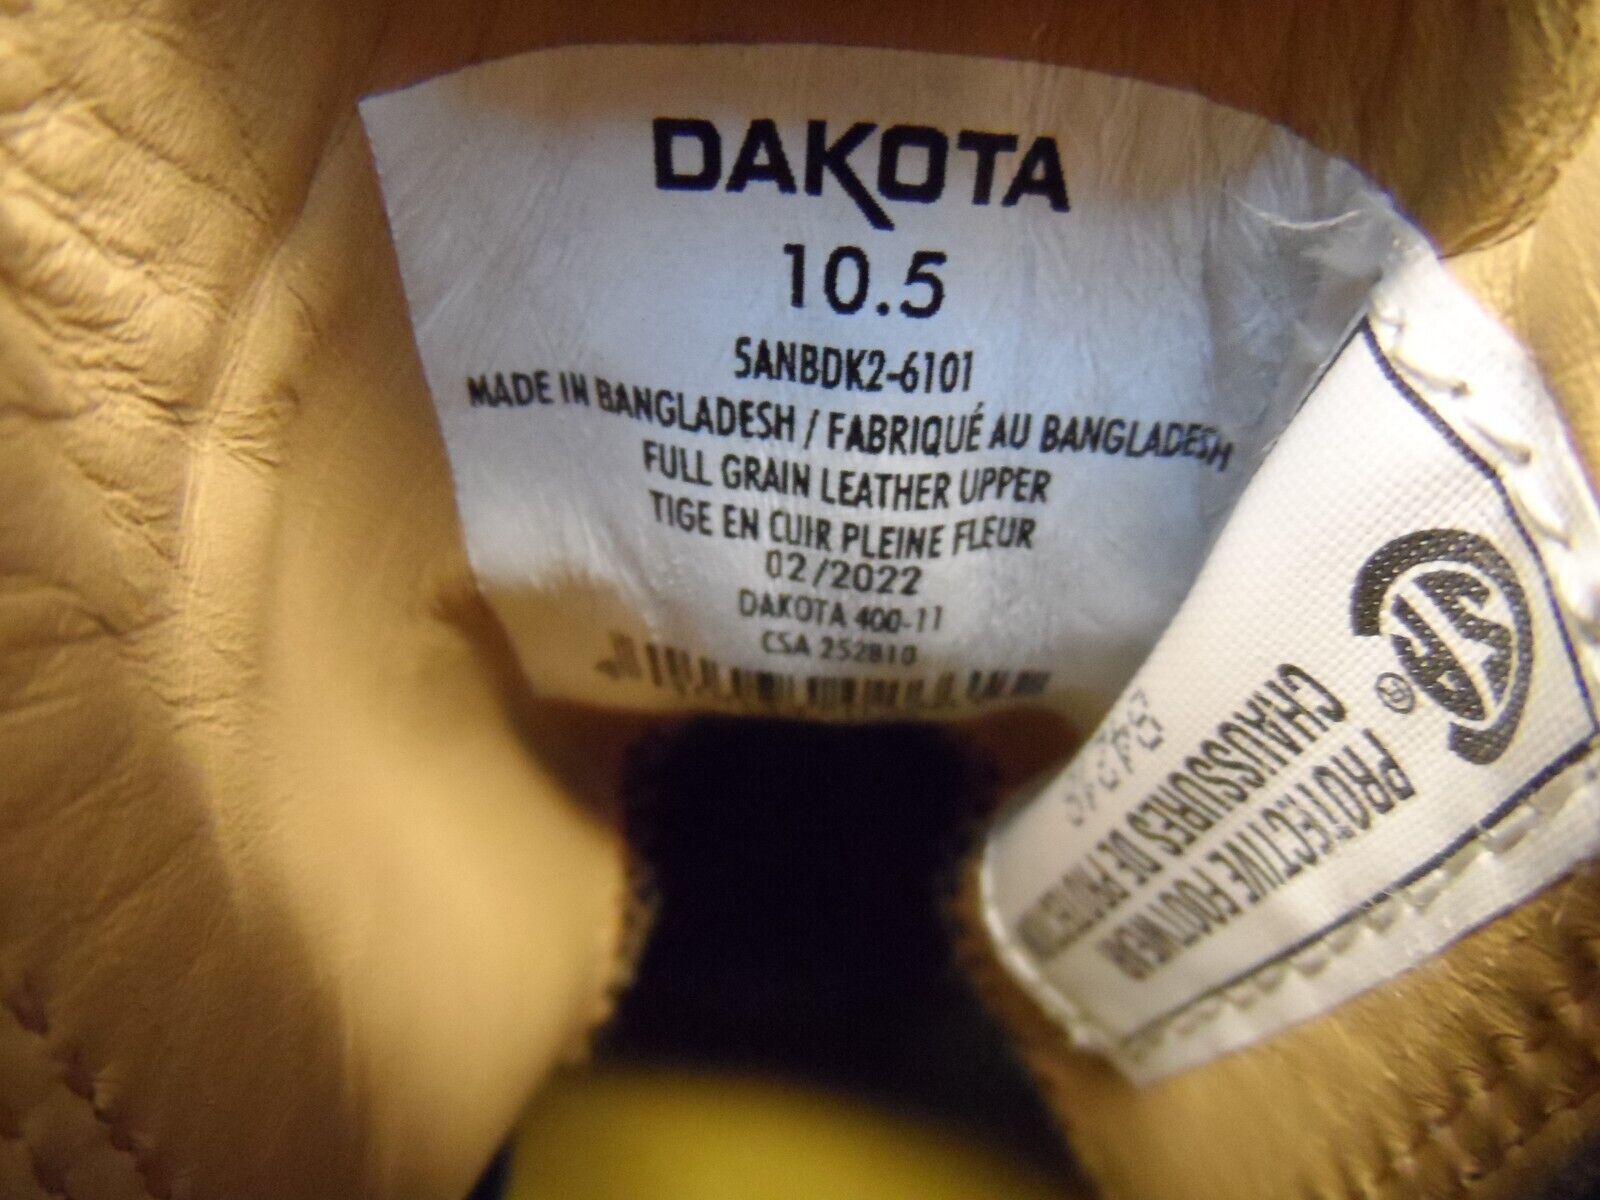 DAKOTA
10.5
5ANBDK2-6101
MADE IN BANGLADESH / FABRIQUÉ AU BANGLADESH
FULL GRAIN LEATHER UPPER
TIGE EN CUIR PLEINE FLEUR
02/2022
DAKOTA 400-11
CSA 252810
PROTECTIVE FOOTWEAR
CHAUSSURES DE PROTECTION